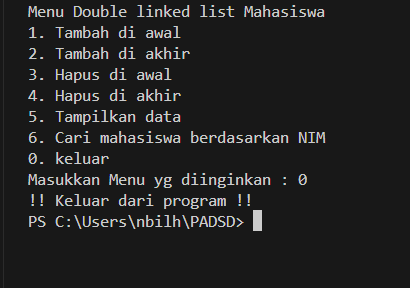 Menu Double linked list Mahasiswa
1. Tambah di awal
2. Tambah di akhir
3. Hapus di awal
4. Hapus di akhir
5. Tampilkan data
6. Cari mahasiswa berdasarkan NIM
0. keluar
Masukkan Menu yg diinginkan : 0
!! Keluar dari program !!
PS C:\Users\nbilh\PADSD>